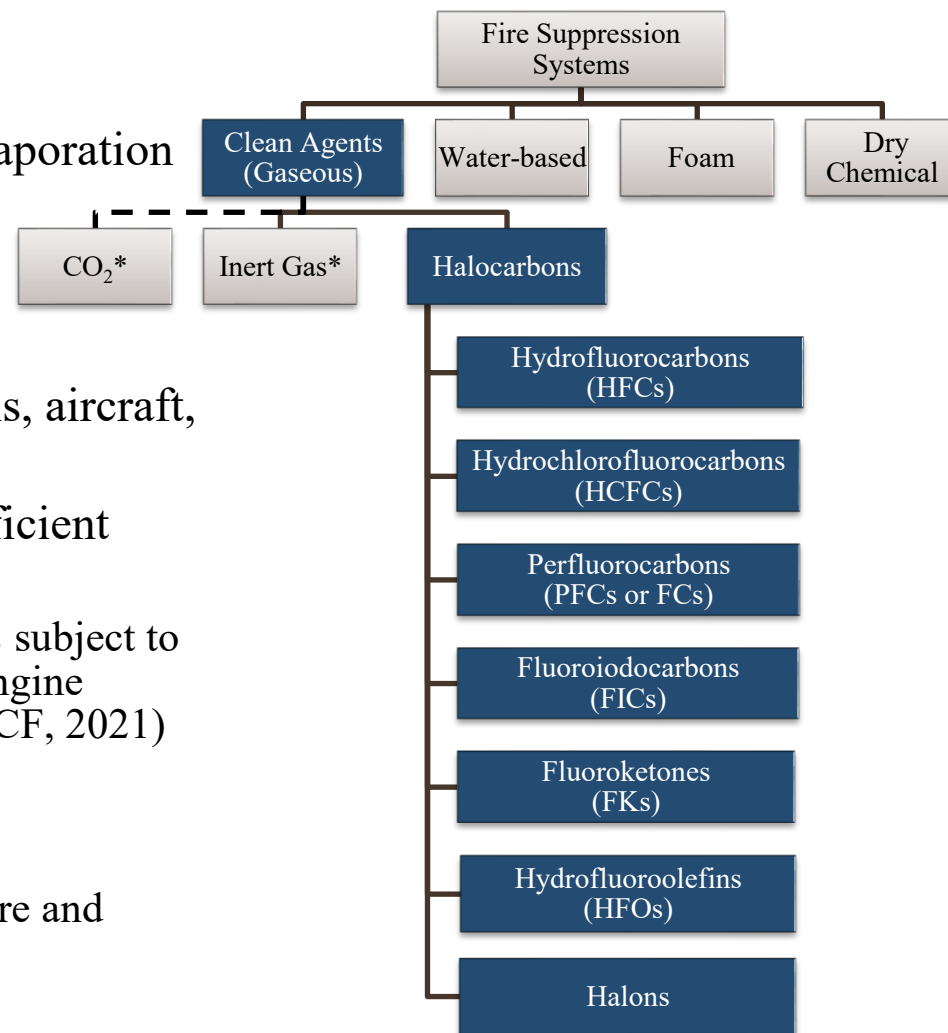 Fire Suppression
Systems
aporation
Clean Agents
(Gaseous)
Water-based
Foam
Dry
Chemical
CO₂*
Inert Gas*
Halocarbons
Hydrofluorocarbons
(HFCs)
s, aircraft,
Hydrochlorofluorocarbons
(HCFCs)
ficient
Perfluorocarbons
(PFCs or FCs)
subject to
ngine
CF, 2021)
Fluoroiodocarbons
(FICs)
Fluoroketones
(FKs)
Hydrofluoroolefins
(HFOs)
re and
Halons